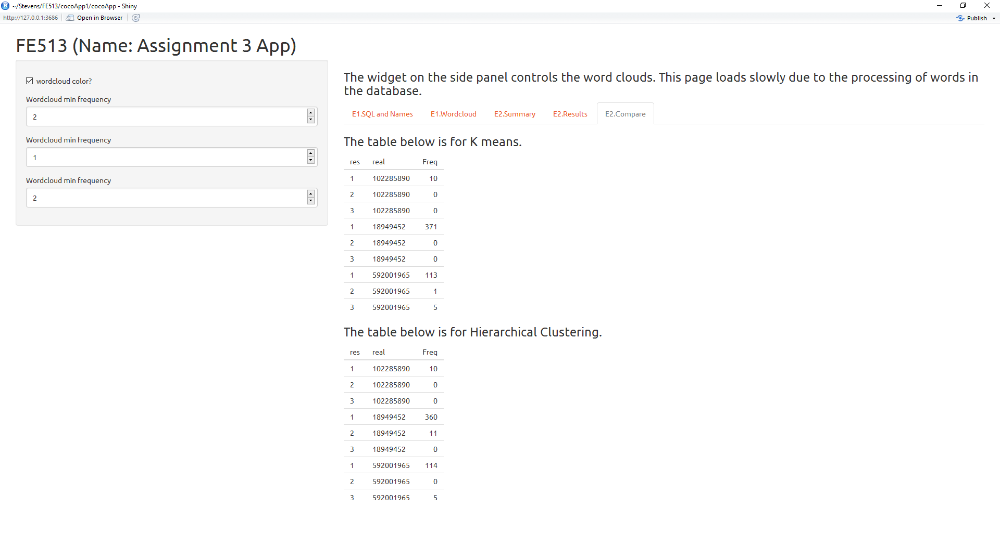 ~/Stevens/FE513/cocoApp1/cocoApp - Shiny
http://127.0.0.1:3686 Open in Browser Publish
FE513 (Name: Assignment 3 App)
wordcloud color?
Wordcloud min frequency
2
Wordcloud min frequency
1
Wordcloud min frequency
2
The widget on the side panel controls the word clouds. This page loads slowly due to the processing of words in
the database.
E1.SQL and Names E1.Wordcloud E2.Summary E2.Results E2.Compare
The table below is for K means.
res real Freq
1 102285890 10
2 102285890 0
3 102285890 0
1 18949452 371
2 18949452 0
3 18949452 0
1 592001965 113
2 592001965 1
3 592001965 5
The table below is for Hierarchical Clustering.
res real Freq
1 102285890 10
2 102285890 0
3 102285890 0
1 18949452 360
2 18949452 11
3 18949452 0
1 592001965 114
2 592001965 0
3 592001965 5